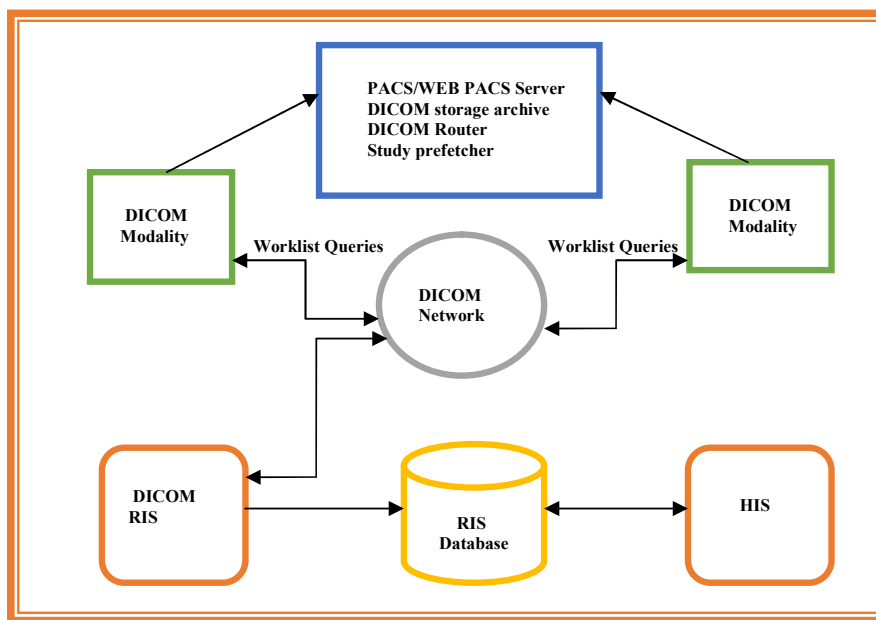 PACS/WEB PACS Server
DICOM storage archive
DICOM Router
Study prefetcher
DICOM
Modality
DICOM
Modality
Worklist Queries
Worklist Queries
DICOM
Network
DICOM
RIS
RIS
Database
HIS